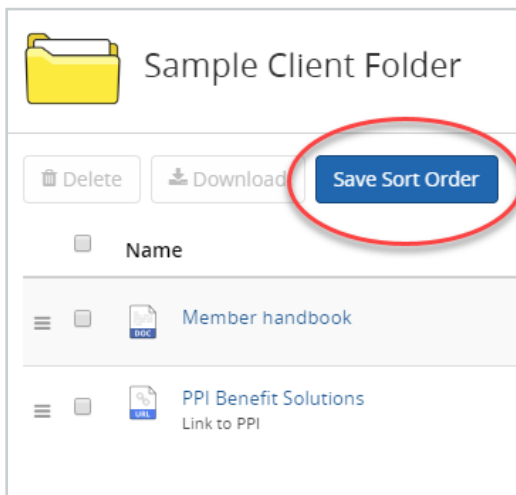 Sample Client Folder
Delete Download Save Sort Order
Name
DOC Member handbook
URL PPI Benefit Solutions
Link to PPI